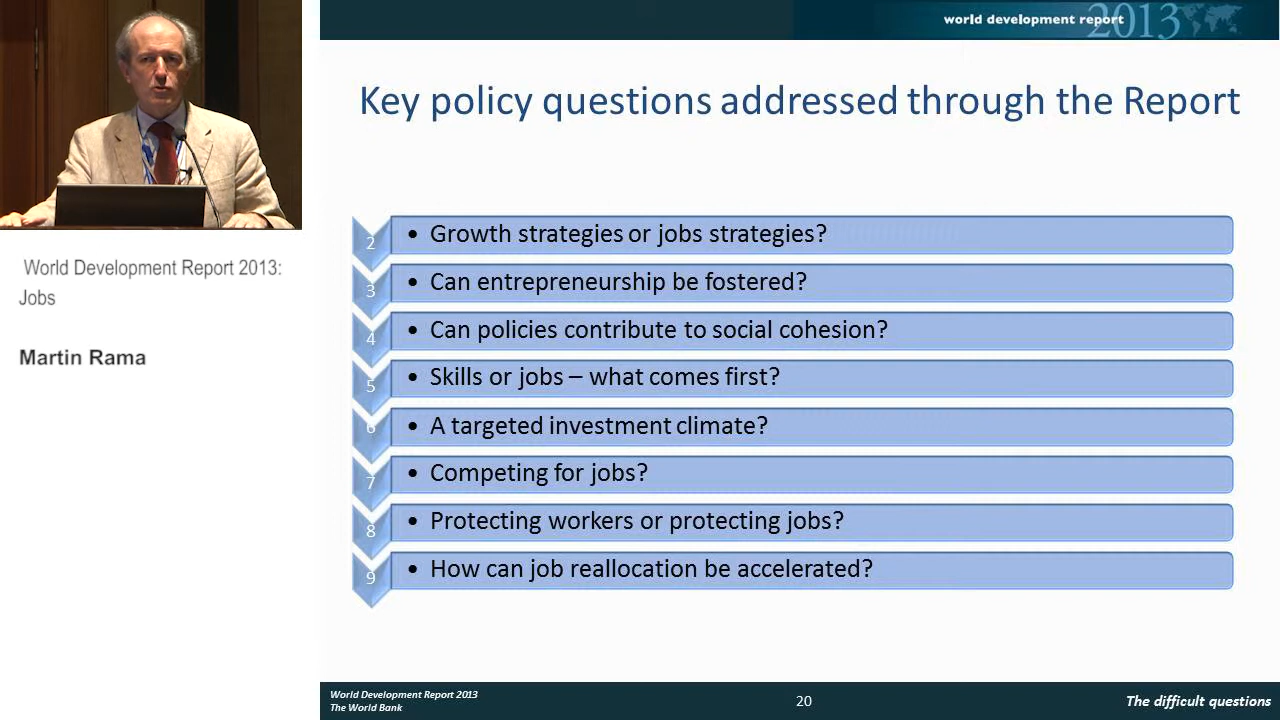 world development report 2013
Key policy questions addressed through the Report
World Development Report 2013:
Jobs
Martin Rama
2 • Growth strategies or jobs strategies?
3 • Can entrepreneurship be fostered?
4 • Can policies contribute to social cohesion?
5 • Skills or jobs – what comes first?
6 • A targeted investment climate?
7 • Competing for jobs?
8 • Protecting workers or protecting jobs?
9 • How can job reallocation be accelerated?
World Development Report 2013
The World Bank
20
The difficult questions